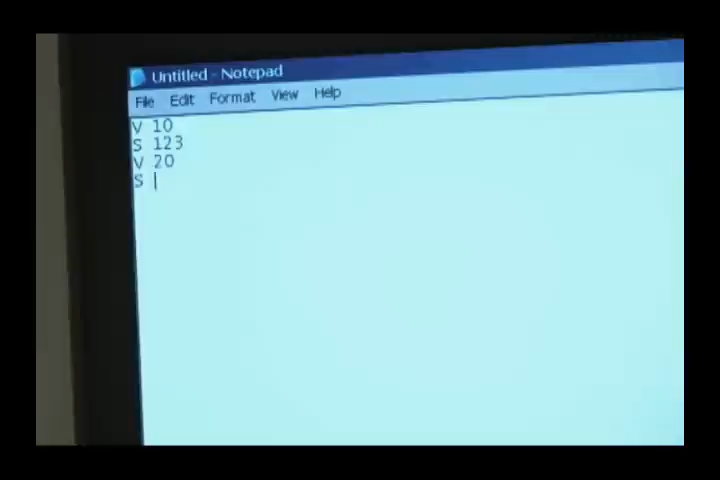 Untitled - Notepad
File Edit Format View Help
V 10
S 123
V 20
S